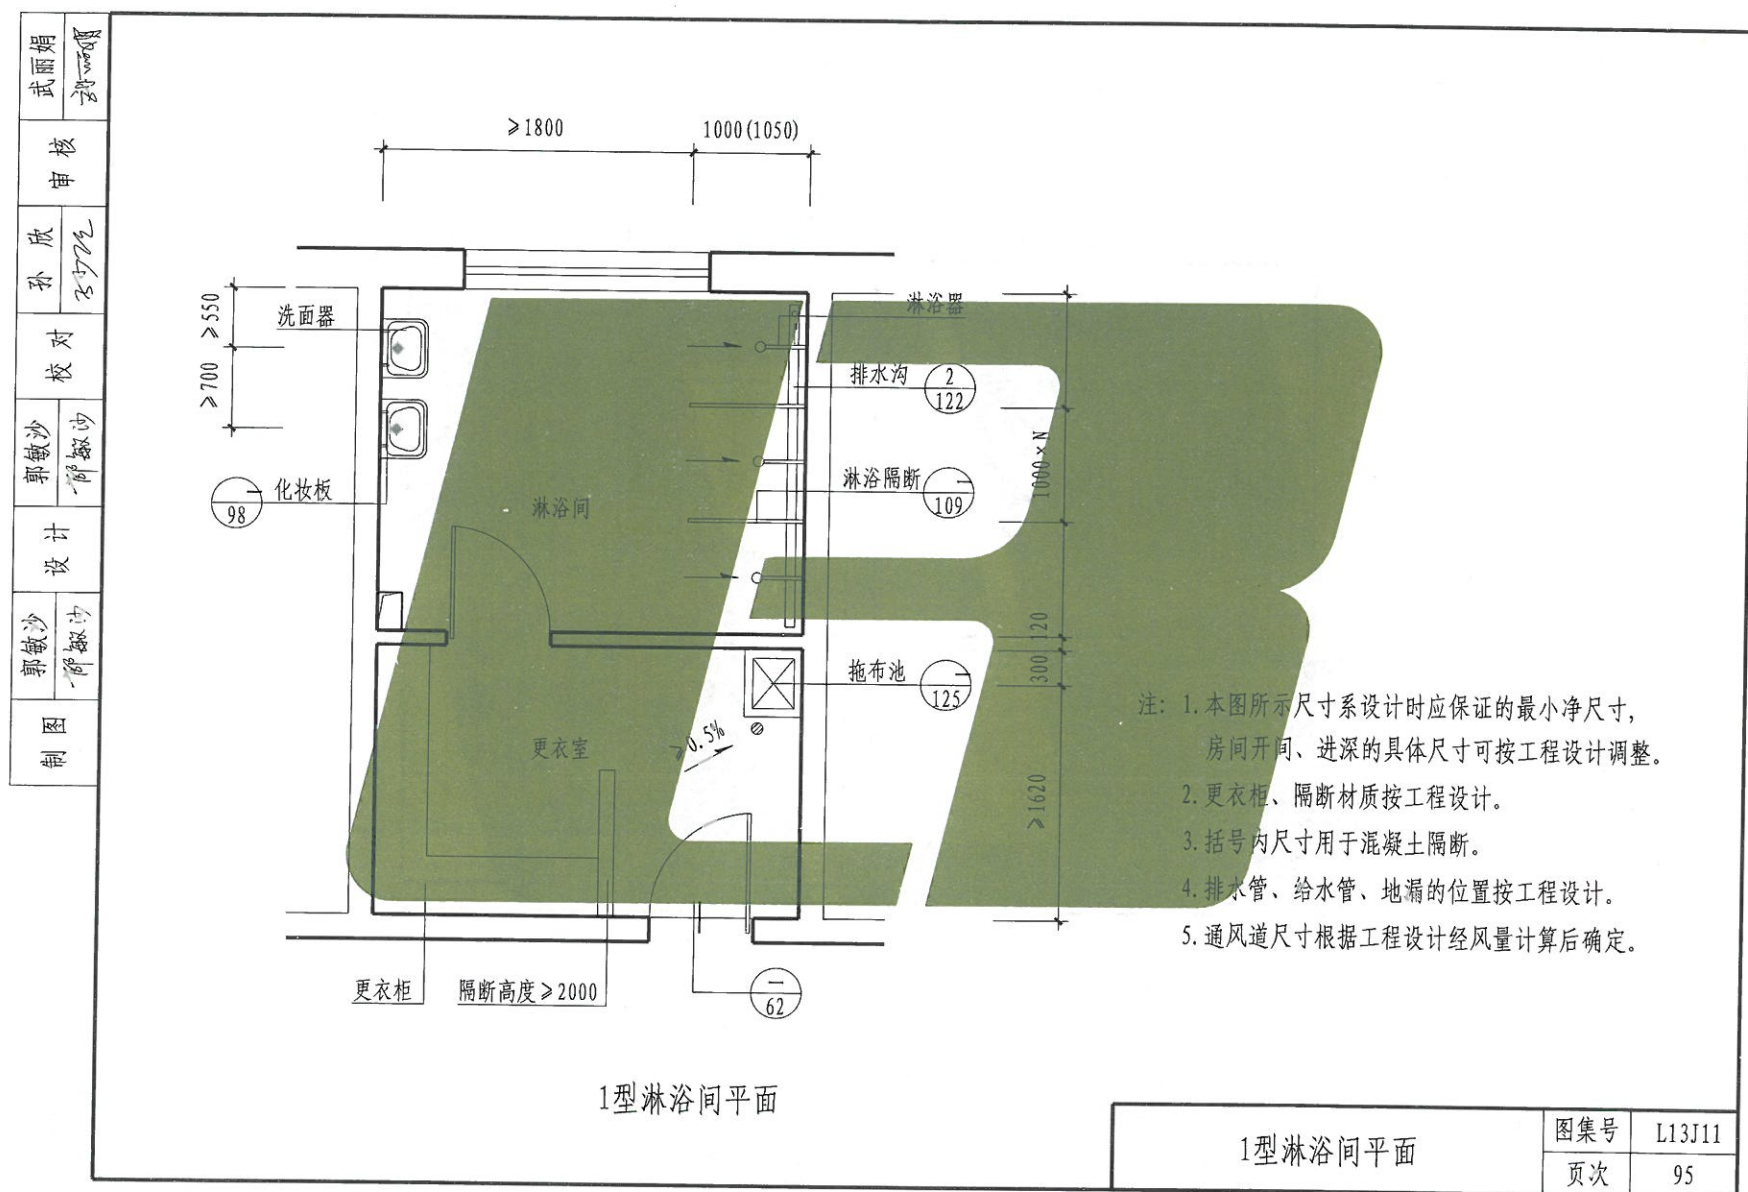 武丽娟
审核
孙欣
校对
郭敏沙
设计
郭敏沙
制图
≥1800
1000(1050)
≥550
≥700
洗面器
淋浴器
排水沟
2
122
1000×N
淋浴隔断
109
化妆板
98
淋浴间
120
300
拖布池
125
更衣室
≥0.5%
≥1620
更衣柜
隔断高度≥2000
62
注: 1.本图所示尺寸系设计时应保证的最小净尺寸,
房间开间、进深的具体尺寸可按工程设计调整。
2.更衣柜、隔断材质按工程设计。
3.括号内尺寸用于混凝土隔断。
4.排水管、给水管、地漏的位置按工程设计。
5.通风道尺寸根据工程设计经风量计算后确定。
1型淋浴间平面
1型淋浴间平面
图集号
L13J11
页次
95